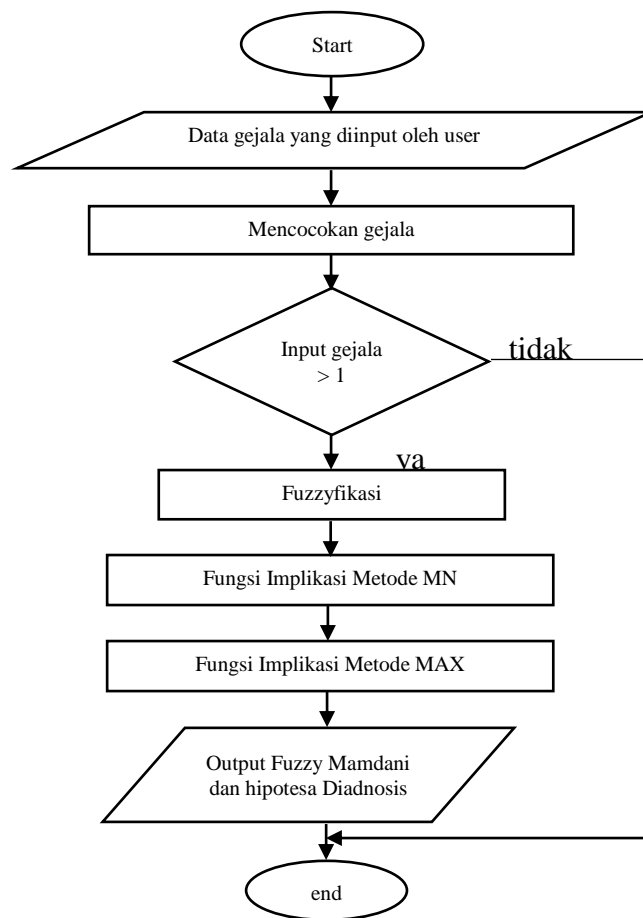 Start
Data gejala yang diinput oleh user
Mencocokan gejala
Input gejala
> 1
tidak
va
Fuzzyfikasi
Fungsi Implikasi Metode MN
Fungsi Implikasi Metode MAX
Output Fuzzy Mamdani
dan hipotesa Diadnosis
end